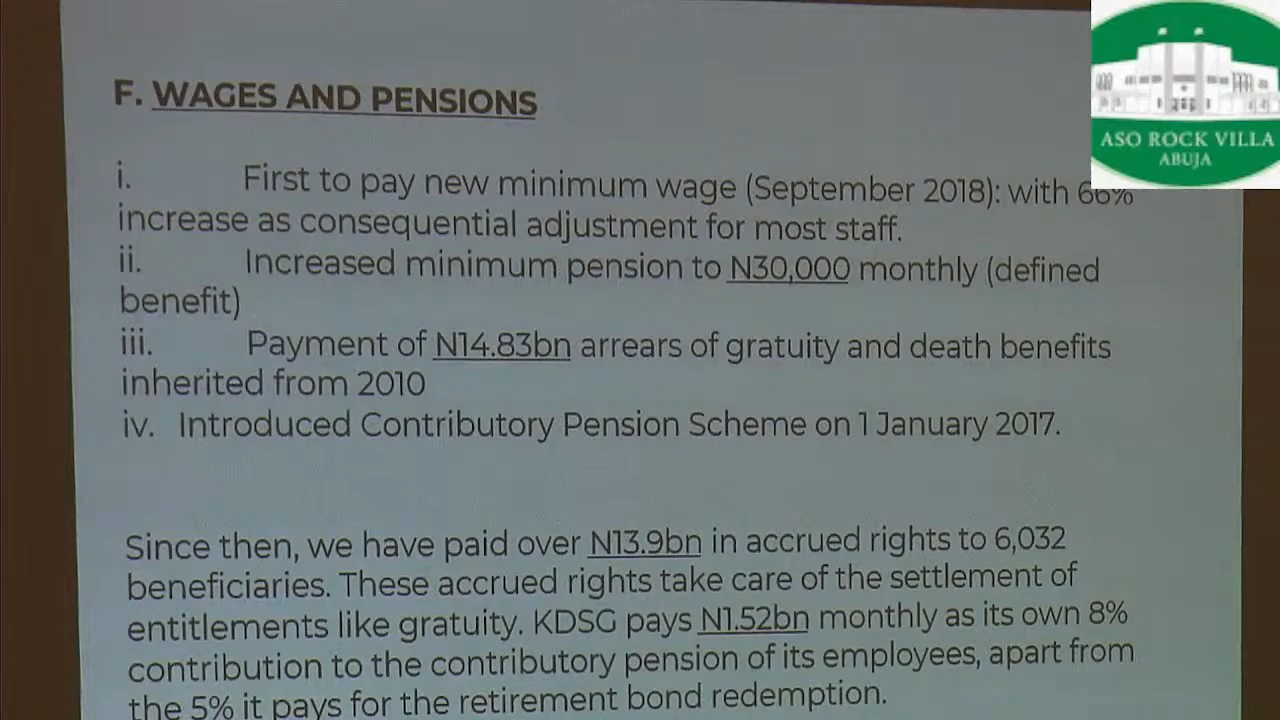 F. WAGES AND PENSIONS
ASO ROCK VILLA
ABUJA
i. First to pay new minimum wage (September 2018): with 66%
increase as consequential adjustment for most staff.
ii. Increased minimum pension to N30,000 monthly (defined
benefit)
iii. Payment of N14.83bn arrears of gratuity and death benefits
inherited from 2010
iv. Introduced Contributory Pension Scheme on 1 January 2017.
Since then, we have paid over N13.9bn in accrued rights to 6,032
beneficiaries. These accrued rights take care of the settlement of
entitlements like gratuity. KDSG pays N1.52bn monthly as its own 8%
contribution to the contributory pension of its employees, apart from
the 5% it pays for the retirement bond redemption.